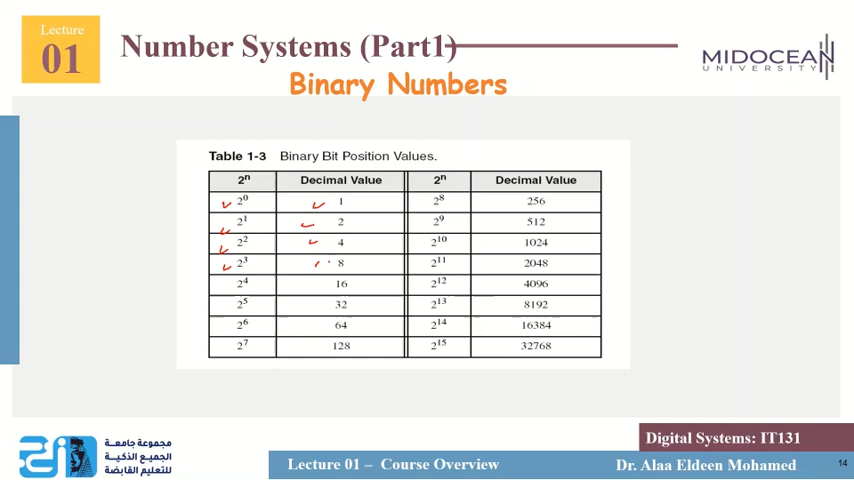 Lecture
01
Number Systems (Part1)
MIDOCEAN
UNIVERSITY
Binary Numbers
Table 1-3 Binary Bit Position Values.
2ⁿ Decimal Value 2ⁿ Decimal Value
2⁰ 1 2⁸ 256
2¹ 2 2⁹ 512
2² 4 2¹⁰ 1024
2³ 8 2¹¹ 2048
2⁴ 16 2¹² 4096
2⁵ 32 2¹³ 8192
2⁶ 64 2¹⁴ 16384
2⁷ 128 2¹⁵ 32768
مجموعة جامعة
الجميع الذكية
للتعليم القابضة
Digital Systems: IT131
Lecture 01 – Course Overview
Dr. Alaa Eldeen Mohamed
14